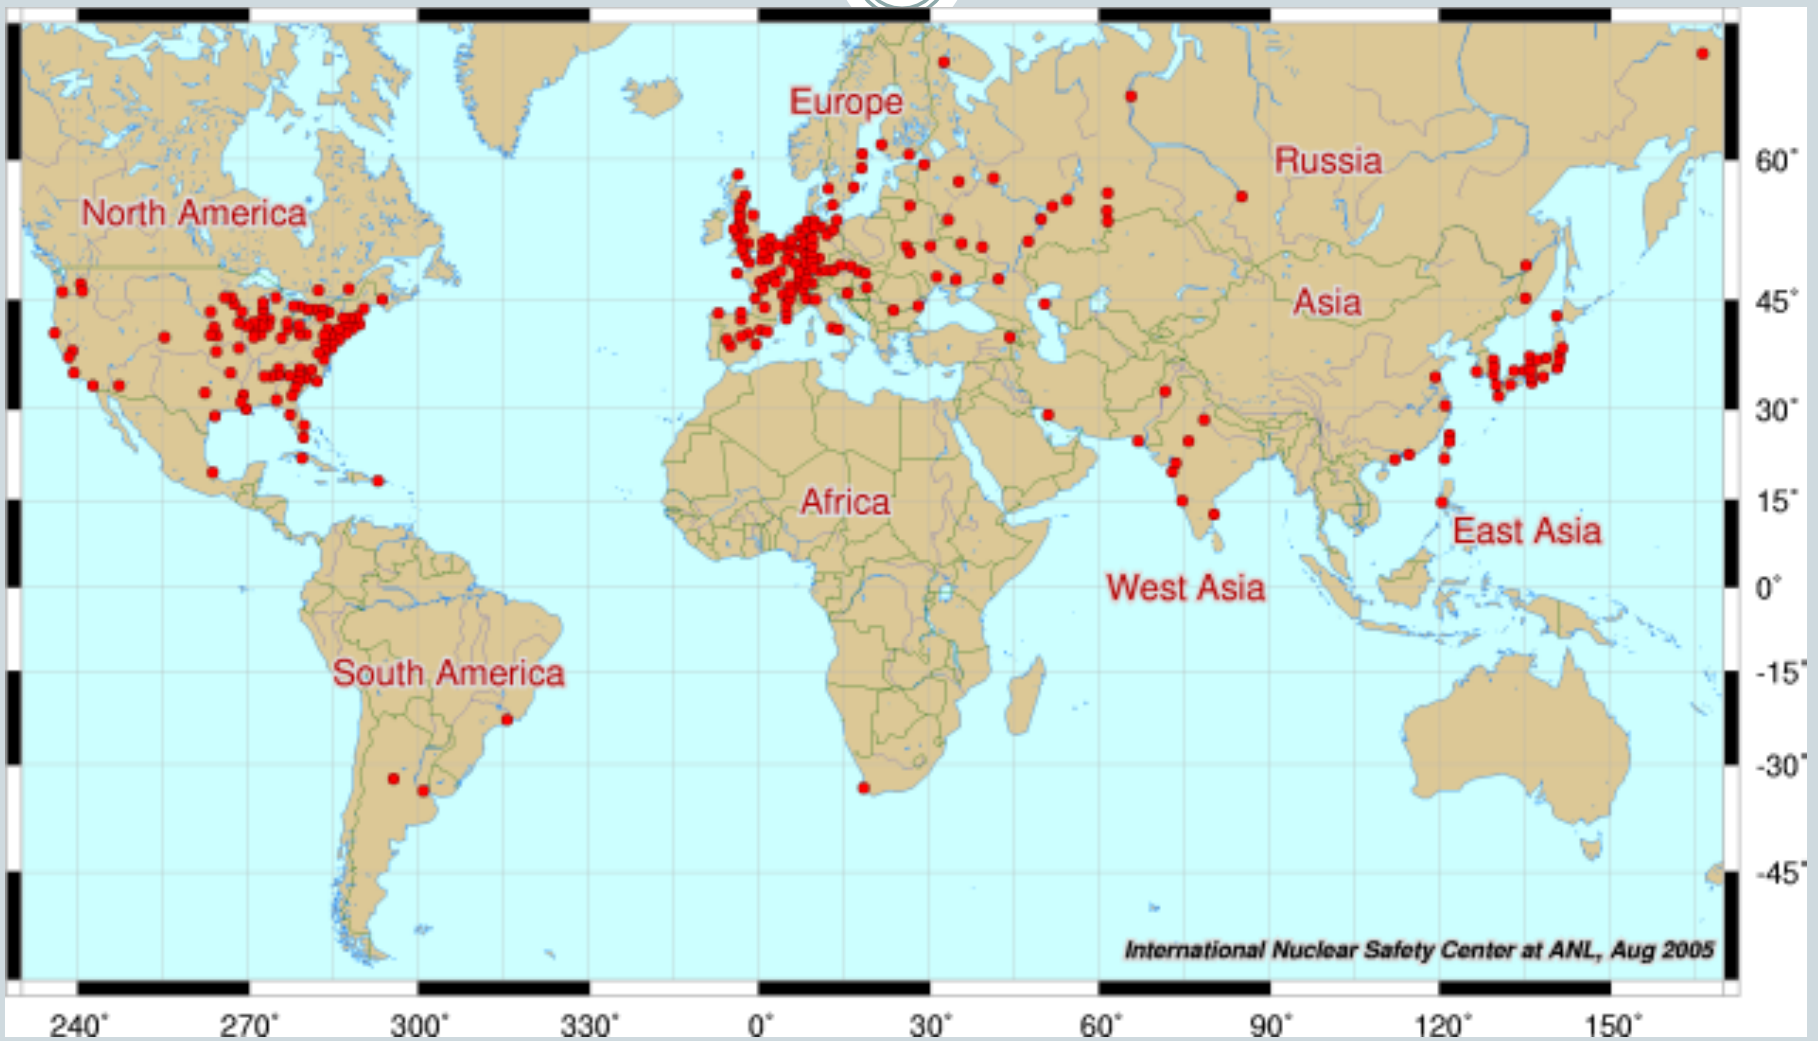 Europe
60°
Russia
North America
45°
Asia
30°
Africa
15°
East Asia
West Asia
0°
South America
-15°
-30°
-45°
International Nuclear Safety Center at ANL, Aug 2005
240° 270° 300° 330° 0° 30° 60° 90° 120° 150°